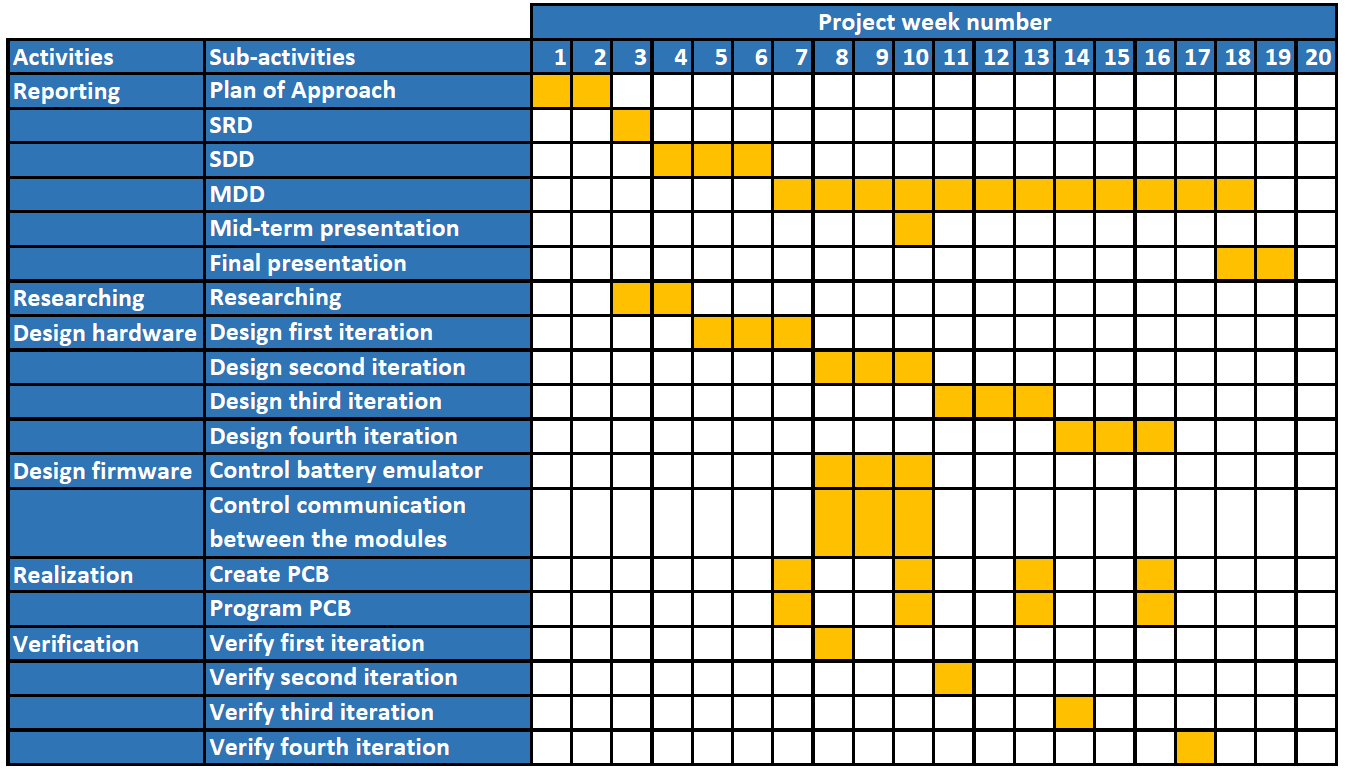 Project week number
Activities Sub-activities 1 2 3 4 5 6 7 8 9 10 11 12 13 14 15 16 17 18 19 20
Reporting Plan of Approach
SRD
SDD
MDD
Mid-term presentation
Final presentation
Researching Researching
Design hardware Design first iteration
Design second iteration
Design third iteration
Design fourth iteration
Design firmware Control battery emulator
Control communication
between the modules
Realization Create PCB
Program PCB
Verification Verify first iteration
Verify second iteration
Verify third iteration
Verify fourth iteration